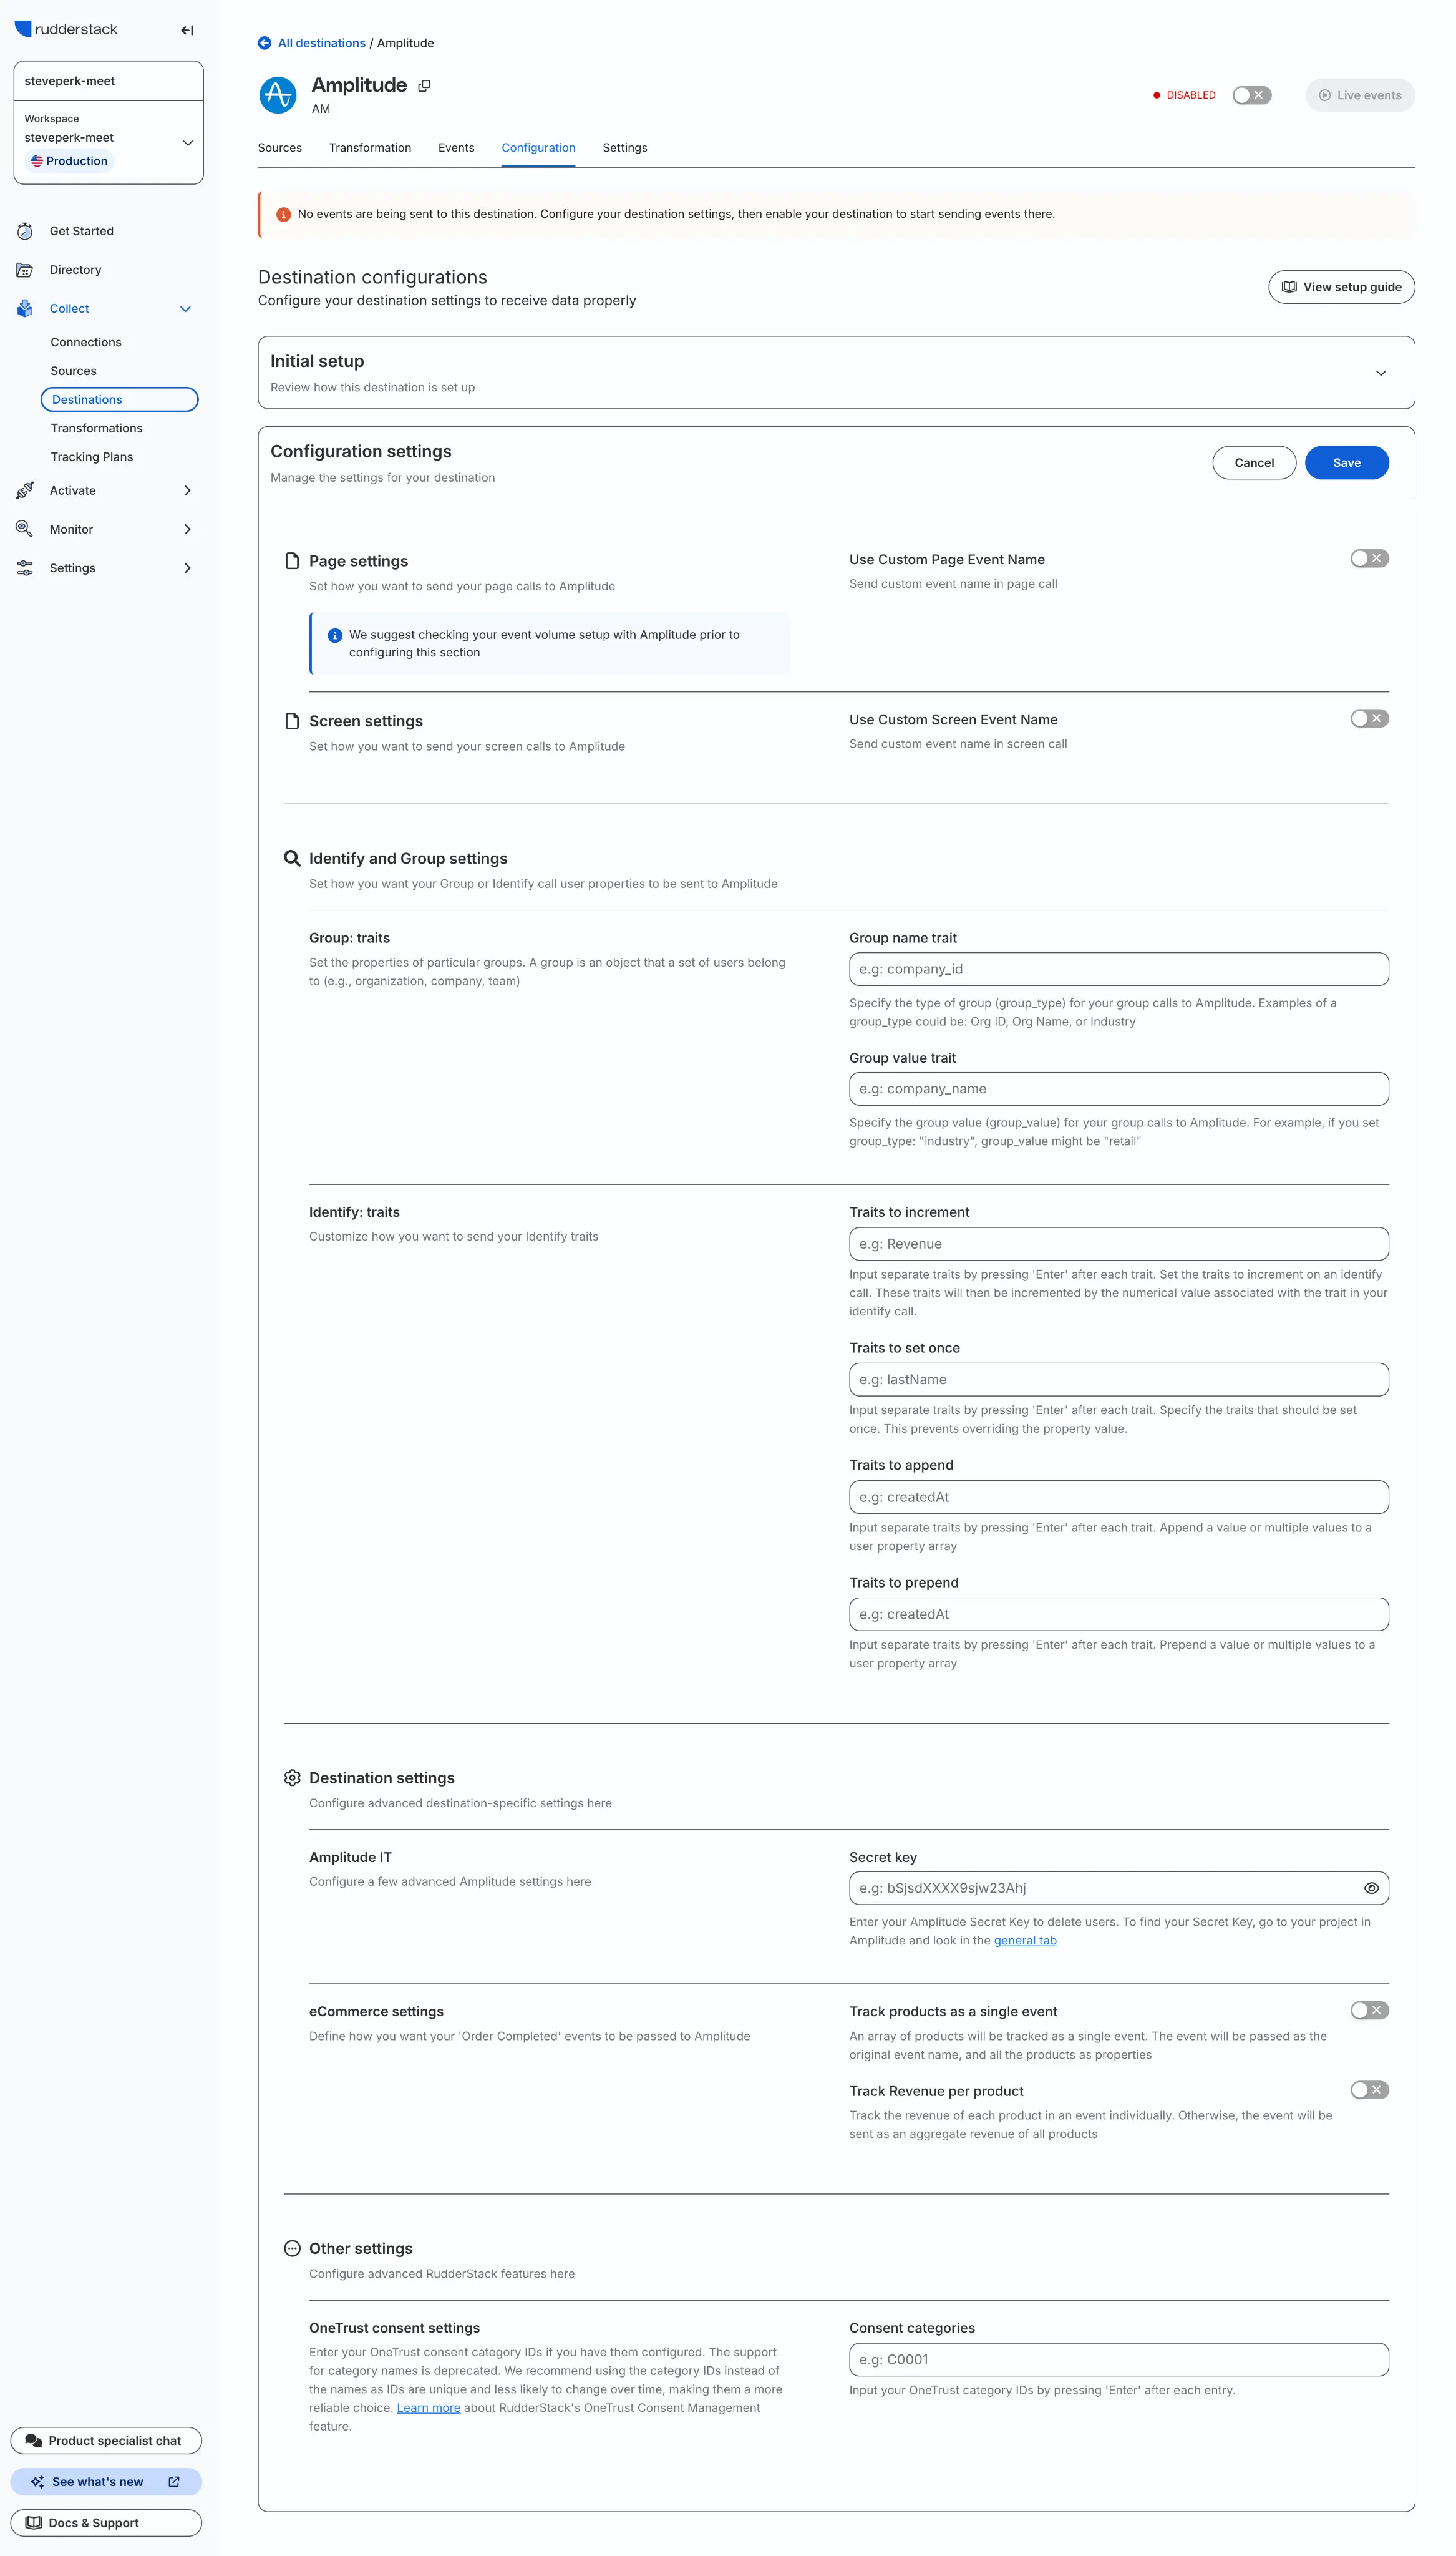 rudderstack
steveperk-meet
Workspace
steveperk-meet
Production
Get Started
Directory
Collect
Connections
Sources
Destinations
Transformations
Tracking Plans
Activate
Monitor
Settings
Product specialist chat
See what's new
Docs & Support
All destinations / Amplitude
Amplitude
AM
DISABLED
Live events
Sources
Transformation
Events
Configuration
Settings
No events are being sent to this destination. Configure your destination settings, then enable your destination to start sending events there.
Destination configurations
Configure your destination settings to receive data properly
View setup guide
Initial setup
Review how this destination is set up
Configuration settings
Manage the settings for your destination
Cancel
Save
Page settings
Set how you want to send your page calls to Amplitude
We suggest checking your event volume setup with Amplitude prior to
configuring this section
Use Custom Page Event Name
Send custom event name in page call
Screen settings
Set how you want to send your screen calls to Amplitude
Use Custom Screen Event Name
Send custom event name in screen call
Identify and Group settings
Set how you want your Group or Identify call user properties to be sent to Amplitude
Group: traits
Set the properties of particular groups. A group is an object that a set of users belong
to (e.g., organization, company, team)
Group name trait
e.g: company_id
Specify the type of group (group_type) for your group calls to Amplitude. Examples of a
group_type could be: Org ID, Org Name, or Industry
Group value trait
e.g: company_name
Specify the group value (group_value) for your group calls to Amplitude. For example, if you set
group_type: "industry", group_value might be "retail"
Identify: traits
Customize how you want to send your Identify traits
Traits to increment
e.g: Revenue
Input separate traits by pressing 'Enter' after each trait. Set the traits to increment on an identify
call. These traits will then be incremented by the numerical value associated with the trait in your
identify call.
Traits to set once
e.g: lastName
Input separate traits by pressing 'Enter' after each trait. Specify the traits that should be set
once. This prevents overriding the property value.
Traits to append
e.g: createdAt
Input separate traits by pressing 'Enter' after each trait. Append a value or multiple values to a
user property array
Traits to prepend
e.g: createdAt
Input separate traits by pressing 'Enter' after each trait. Prepend a value or multiple values to a
user property array
Destination settings
Configure advanced destination-specific settings here
Amplitude IT
Configure a few advanced Amplitude settings here
Secret key
e.g: bSjsdXXXX9sjw23Ahj
Enter your Amplitude Secret Key to delete users. To find your Secret Key, go to your project in
Amplitude and look in the general tab
eCommerce settings
Define how you want your 'Order Completed' events to be passed to Amplitude
Track products as a single event
An array of products will be tracked as a single event. The event will be passed as the
original event name, and all the products as properties
Track Revenue per product
Track the revenue of each product in an event individually. Otherwise, the event will be
sent as an aggregate revenue of all products
Other settings
Configure advanced RudderStack features here
OneTrust consent settings
Enter your OneTrust consent category IDs if you have them configured. The support
for category names is deprecated. We recommend using the category IDs instead of
the names as IDs are unique and less likely to change over time, making them a more
reliable choice. Learn more about RudderStack's OneTrust Consent Management
feature.
Consent categories
e.g: C0001
Input your OneTrust category IDs by pressing 'Enter' after each entry.